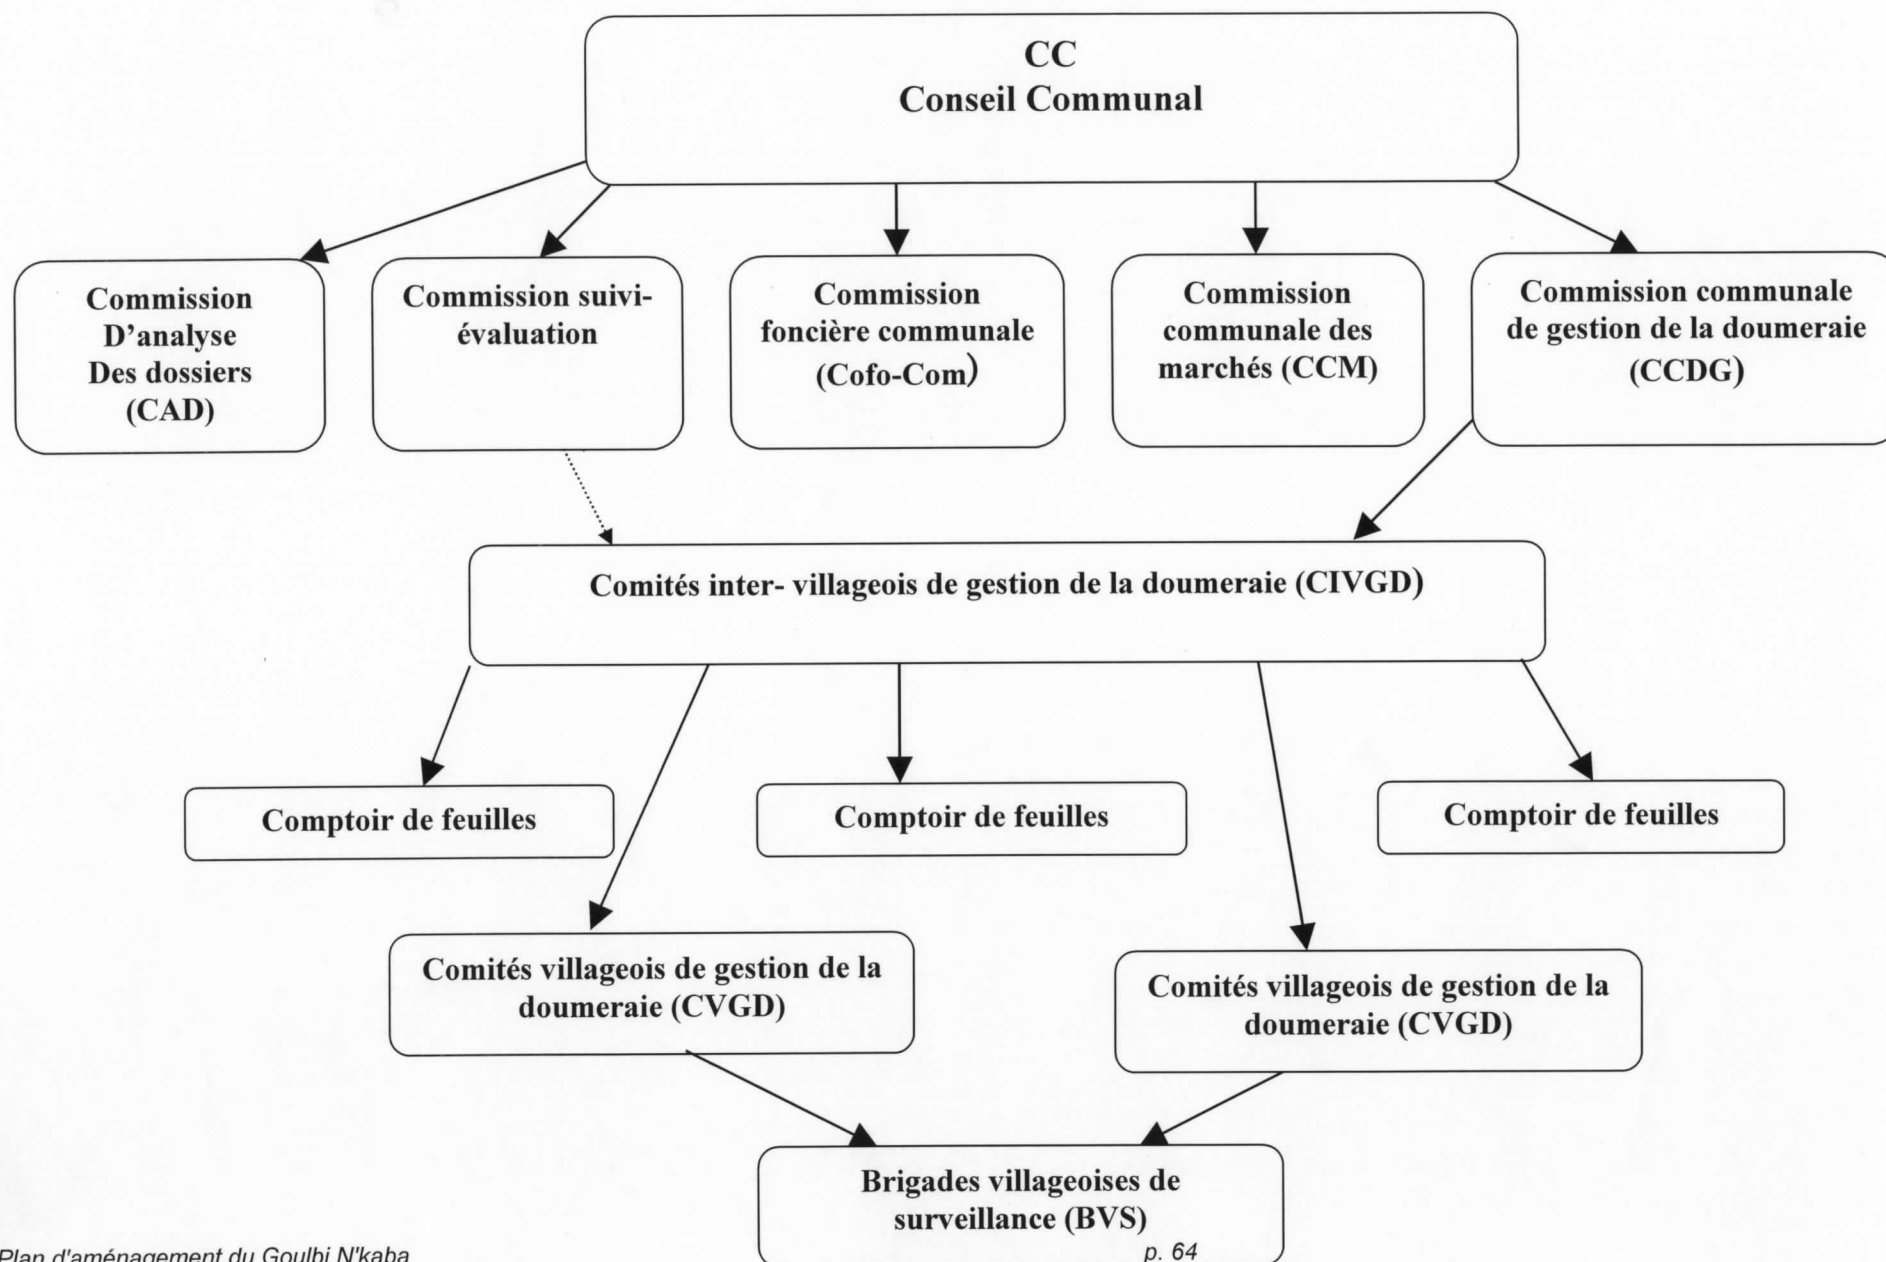 CC
Conseil Communal
Commission
D'analyse
Des dossiers
(CAD)
Commission suivi-
évaluation
Commission
foncière communale
(Cofo-Com)
Commission
communale des
marchés (CCM)
Commission communale
de gestion de la doumeraie
(CCDG)
Comités inter- villageois de gestion de la doumeraie (CIVGD)
Comptoir de feuilles
Comptoir de feuilles
Comptoir de feuilles
Comités villageois de gestion de la
doumeraie (CVGD)
Comités villageois de gestion de la
doumeraie (CVGD)
Brigades villageoises de
surveillance (BVS)
Plan d'aménagement du Goulbi N'kaba
p. 64